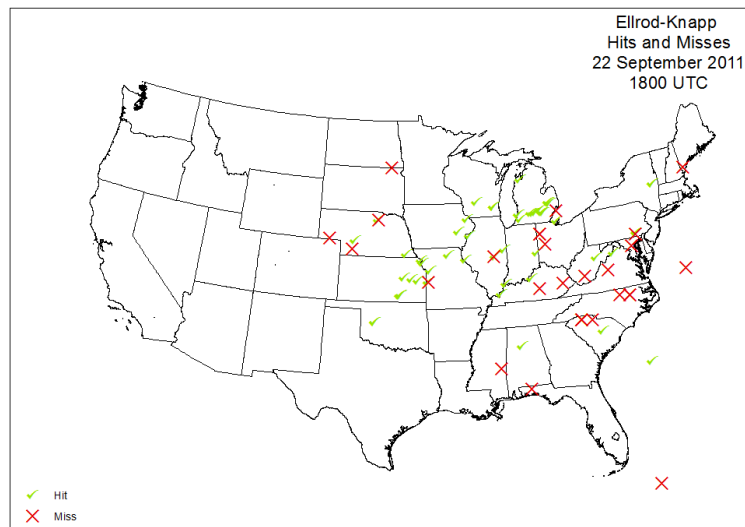 Ellrod-Knapp
Hits and Misses
22 September 2011
1800 UTC
Hit
Miss